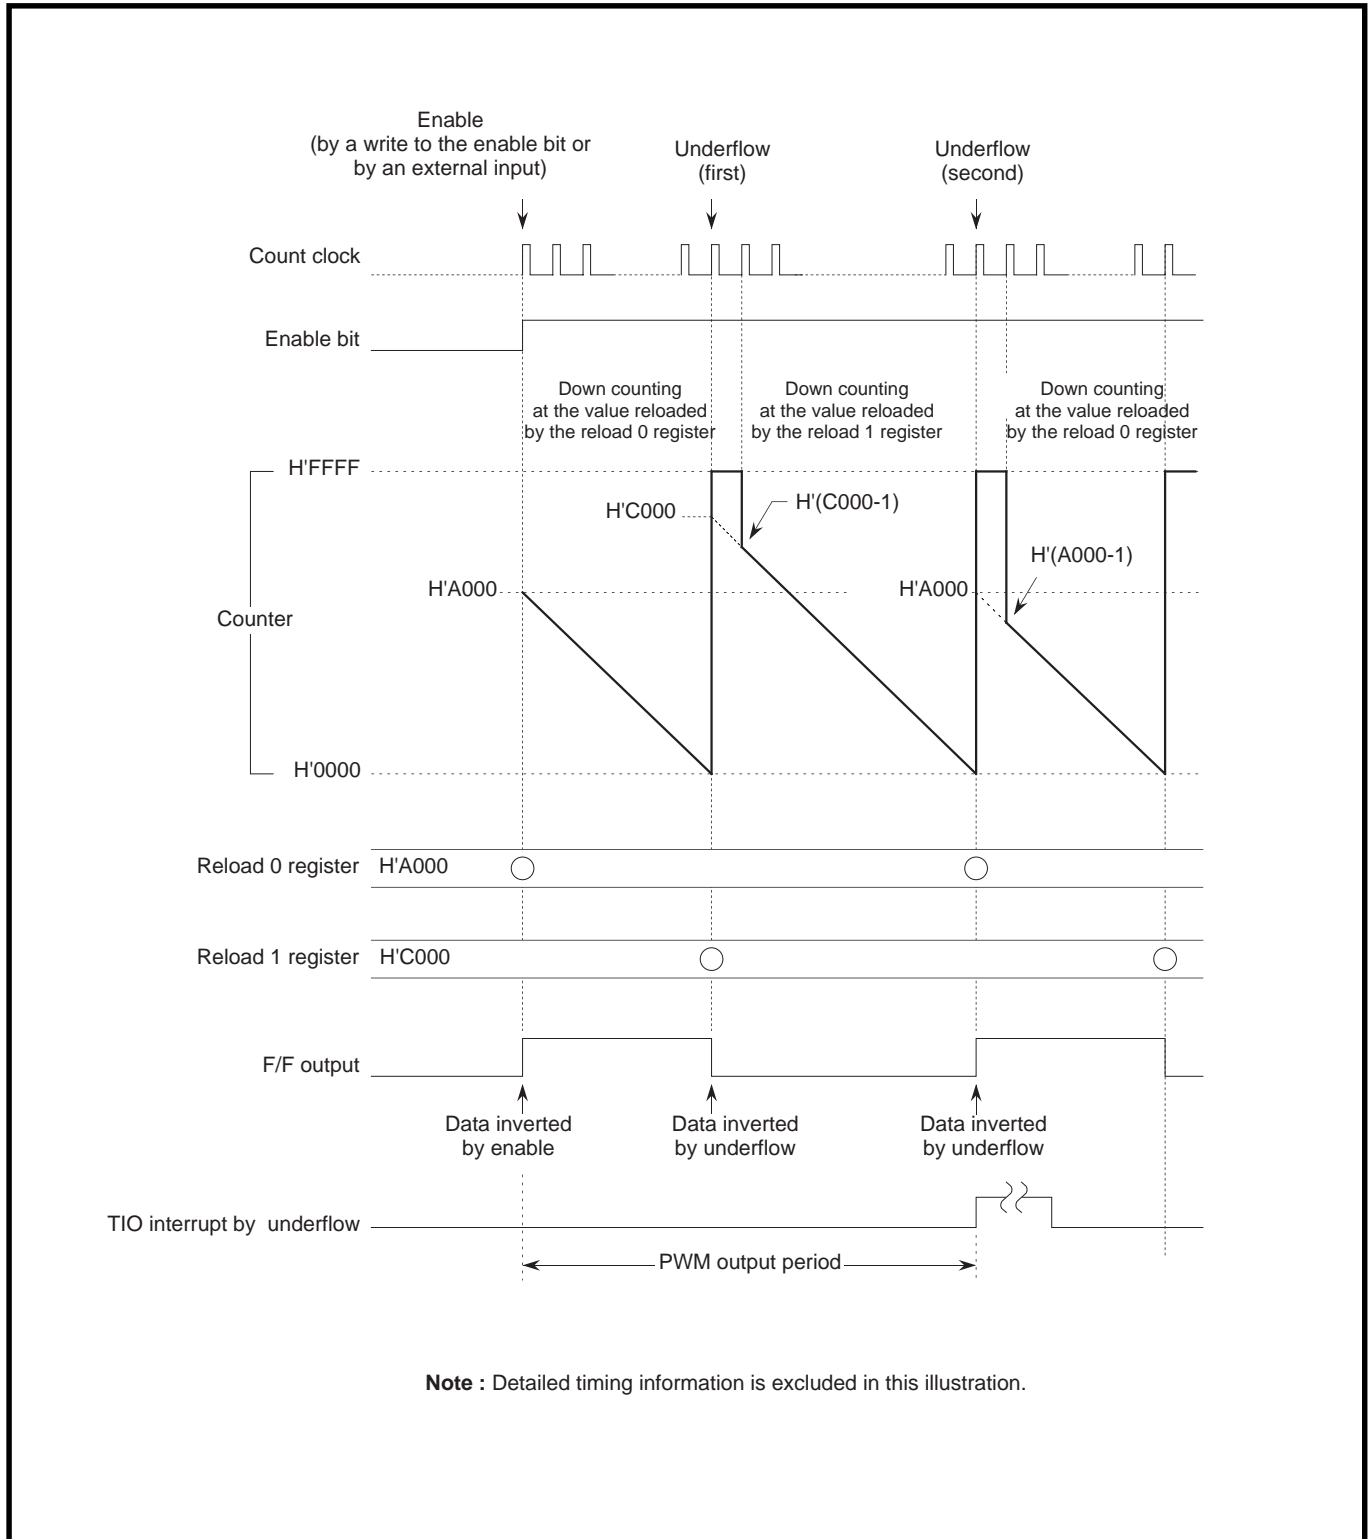 Enable
(by a write to the enable bit or
by an external input)
Underflow
(first)
Underflow
(second)
Count clock
Enable bit
Down counting
at the value reloaded
by the reload 0 register
Down counting
at the value reloaded
by the reload 1 register
Down counting
at the value reloaded
by the reload 0 register
H'FFFF
H'C000
H'(C000-1)
H'A000
H'A000
H'(A000-1)
Counter
H'0000
Reload 0 register
H'A000
Reload 1 register
H'C000
F/F output
Data inverted
by enable
Data inverted
by underflow
Data inverted
by underflow
TIO interrupt by underflow
PWM output period
Note : Detailed timing information is excluded in this illustration.